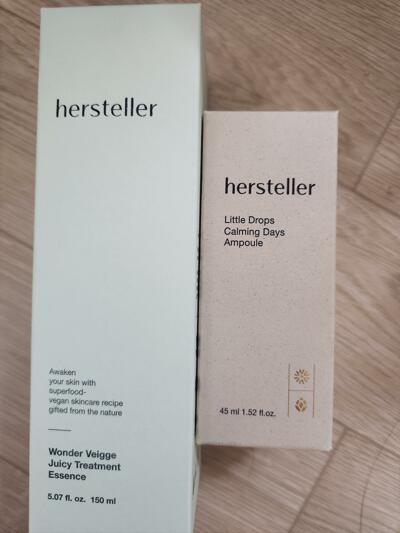 hersteller
Awaken
your skin with
superfood-
vegan skincare recipe
gifted from the nature
Wonder Veigge
Juicy Treatment
Essence
5.07 fl. oz. 150 ml
hersteller
Little Drops
Calming Days
Ampoule
45 ml 1.52 fl.oz.